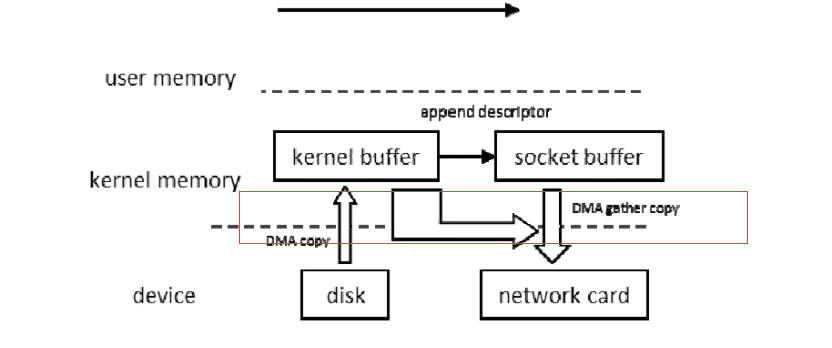 user memory
append descriptor
kernel buffer
socket buffer
kernel memory
DMA gather copy
DMA copy
device
disk
network card